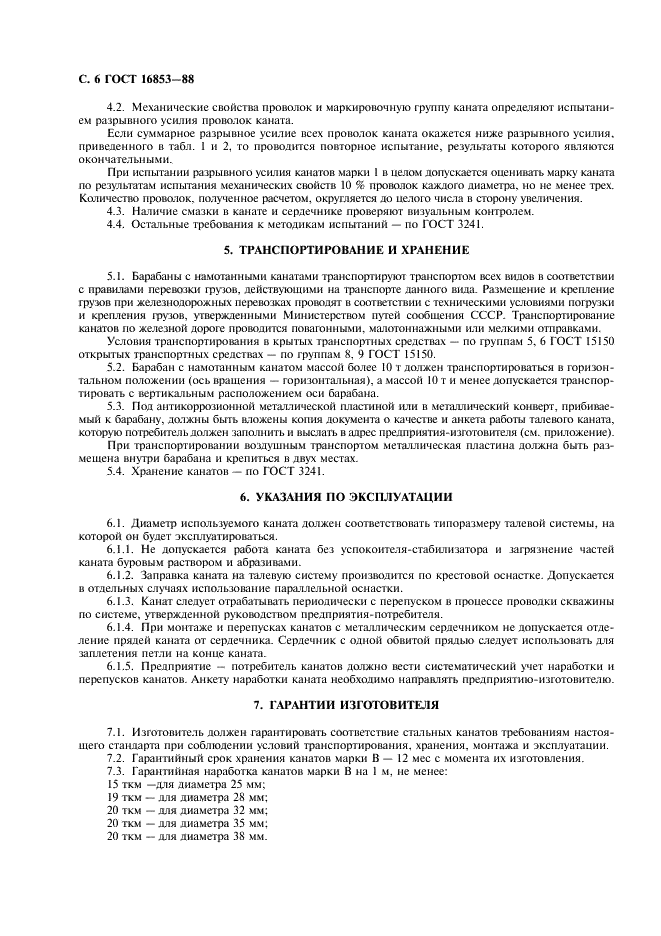 С. 6 ГОСТ 16853—88
4.2. Механические свойства проволок и маркировочную группу каната определяют испытани-
ем разрывного усилия проволок каната.
Если суммарное разрывное усилие всех проволок каната окажется ниже разрывного усилия,
приведенного в табл. 1 и 2, то проводится повторное испытание, результаты которого являются
окончательными.
При испытании разрывного усилия канатов марки 1 в целом допускается оценивать марку каната
по результатам испытания механических свойств 10 % проволок каждого диаметра, но не менее трех.
Количество проволок, полученное расчетом, округляется до целого числа в сторону увеличения.
4.3. Наличие смазки в канате и сердечнике проверяют визуальным контролем.
4.4. Остальные требования к методикам испытаний — по ГОСТ 3241.
5. ТРАНСПОРТИРОВАНИЕ И ХРАНЕНИЕ
5.1. Барабаны с намотанными канатами транспортируют транспортом всех видов в соответствии
с правилами перевозки грузов, действующими на транспорте данного вида. Размещение и крепление
грузов при железнодорожных перевозках проводят в соответствии с техническими условиями погрузки
и крепления грузов, утвержденными Министерством путей сообщения СССР. Транспортирование
канатов по железной дороге проводится повагонными, малотоннажными или мелкими отправками.
Условия транспортирования в крытых транспортных средствах — по группам 5, 6 ГОСТ 15150
открытых транспортных средствах — по группам 8, 9 ГОСТ 15150.
5.2. Барабан с намотанным канатом массой более 10 т должен транспортироваться в горизон-
тальном положении (ось вращения — горизонтальная), а массой 10 т и менее допускается транспор-
тировать с вертикальным расположением оси барабана.
5.3. Под антикоррозионной металлической пластиной или в металлический конверт, прибивае-
мый к барабану, должны быть вложены копия документа о качестве и анкета работы талевого каната,
которую потребитель должен заполнить и выслать в адрес предприятия-изготовителя (см. приложение).
При транспортировании воздушным транспортом металлическая пластина должна быть раз-
мещена внутри барабана и крепиться в двух местах.
5.4. Хранение канатов — по ГОСТ 3241.
6. УКАЗАНИЯ ПО ЭКСПЛУАТАЦИИ
6.1. Диаметр используемого каната должен соответствовать типоразмеру талевой системы, на
которой он будет эксплуатироваться.
6.1.1. Не допускается работа каната без успокоителя-стабилизатора и загрязнение частей
каната буровым раствором и абразивами.
6.1.2. Заправка каната на талевую систему производится по крестовой оснастке. Допускается
в отдельных случаях использование параллельной оснастки.
6.1.3. Канат следует отрабатывать периодически с перепуском в процессе проводки скважины
по системе, утвержденной руководством предприятия-потребителя.
6.1.4. При монтаже и перепусках канатов с металлическим сердечником не допускается отде-
ление прядей каната от сердечника. Сердечник с одной обвитой прядью следует использовать для
заплетения петли на конце каната.
6.1.5. Предприятие — потребитель канатов должно вести систематический учет наработки и
перепусков канатов. Анкету наработки каната необходимо направлять предприятию-изготовителю.
7. ГАРАНТИИ ИЗГОТОВИТЕЛЯ
7.1. Изготовитель должен гарантировать соответствие стальных канатов требованиям настоя-
щего стандарта при соблюдении условий транспортирования, хранения, монтажа и эксплуатации.
7.2. Гарантийный срок хранения канатов марки В — 12 мес с момента их изготовления.
7.3. Гарантийная наработка канатов марки В на 1 м, не менее:
15 ткм —для диаметра 25 мм;
19 ткм — для диаметра 28 мм;
20 ткм — для диаметра 32 мм;
20 ткм — для диаметра 35 мм;
20 ткм — для диаметра 38 мм.